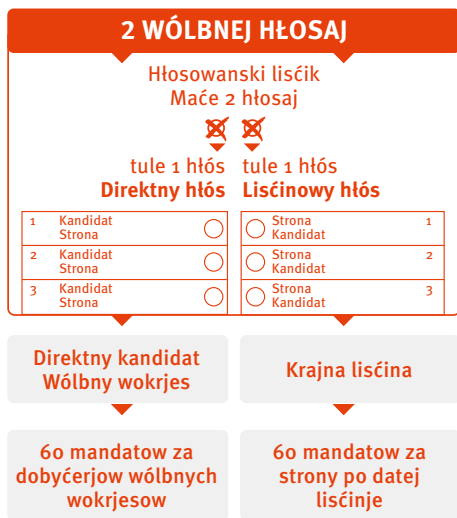 2 WÓLBNEJ HŁOSAJ
Hłosowanski lisćik
Maće 2 hłosaj
tule 1 hłós
Direktny hłós
tule 1 hłós
Lisćinowy hłós
1 Kandidat
Strona
2 Kandidat
Strona
3 Kandidat
Strona
Strona 1
Kandidat
Strona 2
Kandidat
Strona 3
Kandidat
Direktny kandidat
Wólbny wokrjes
Krajna lisćina
60 mandatow za
dobyćerjow wólbnych
wokrjesow
60 mandatow za
strony po datej
lisćinje